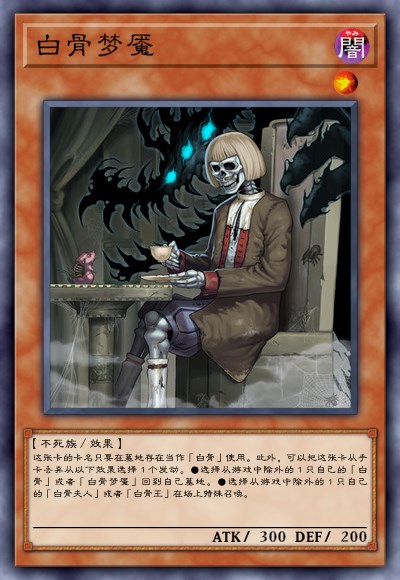 白骨梦魇
やみ
闇
【不死族／效果】
这张卡的卡名只要在墓地存在当作「白骨」使用。此外，可以把这张卡从手
卡丢弃从以下效果选择１个发动。●选择从游戏中除外的１只自己的「白
骨」或者「白骨梦蛋」回到自己墓地。●选择从游戏中除外的１只自己
的「白骨夫人」或者「白骨王」在场上特殊召唤。
ATK/ 300 DEF/ 200